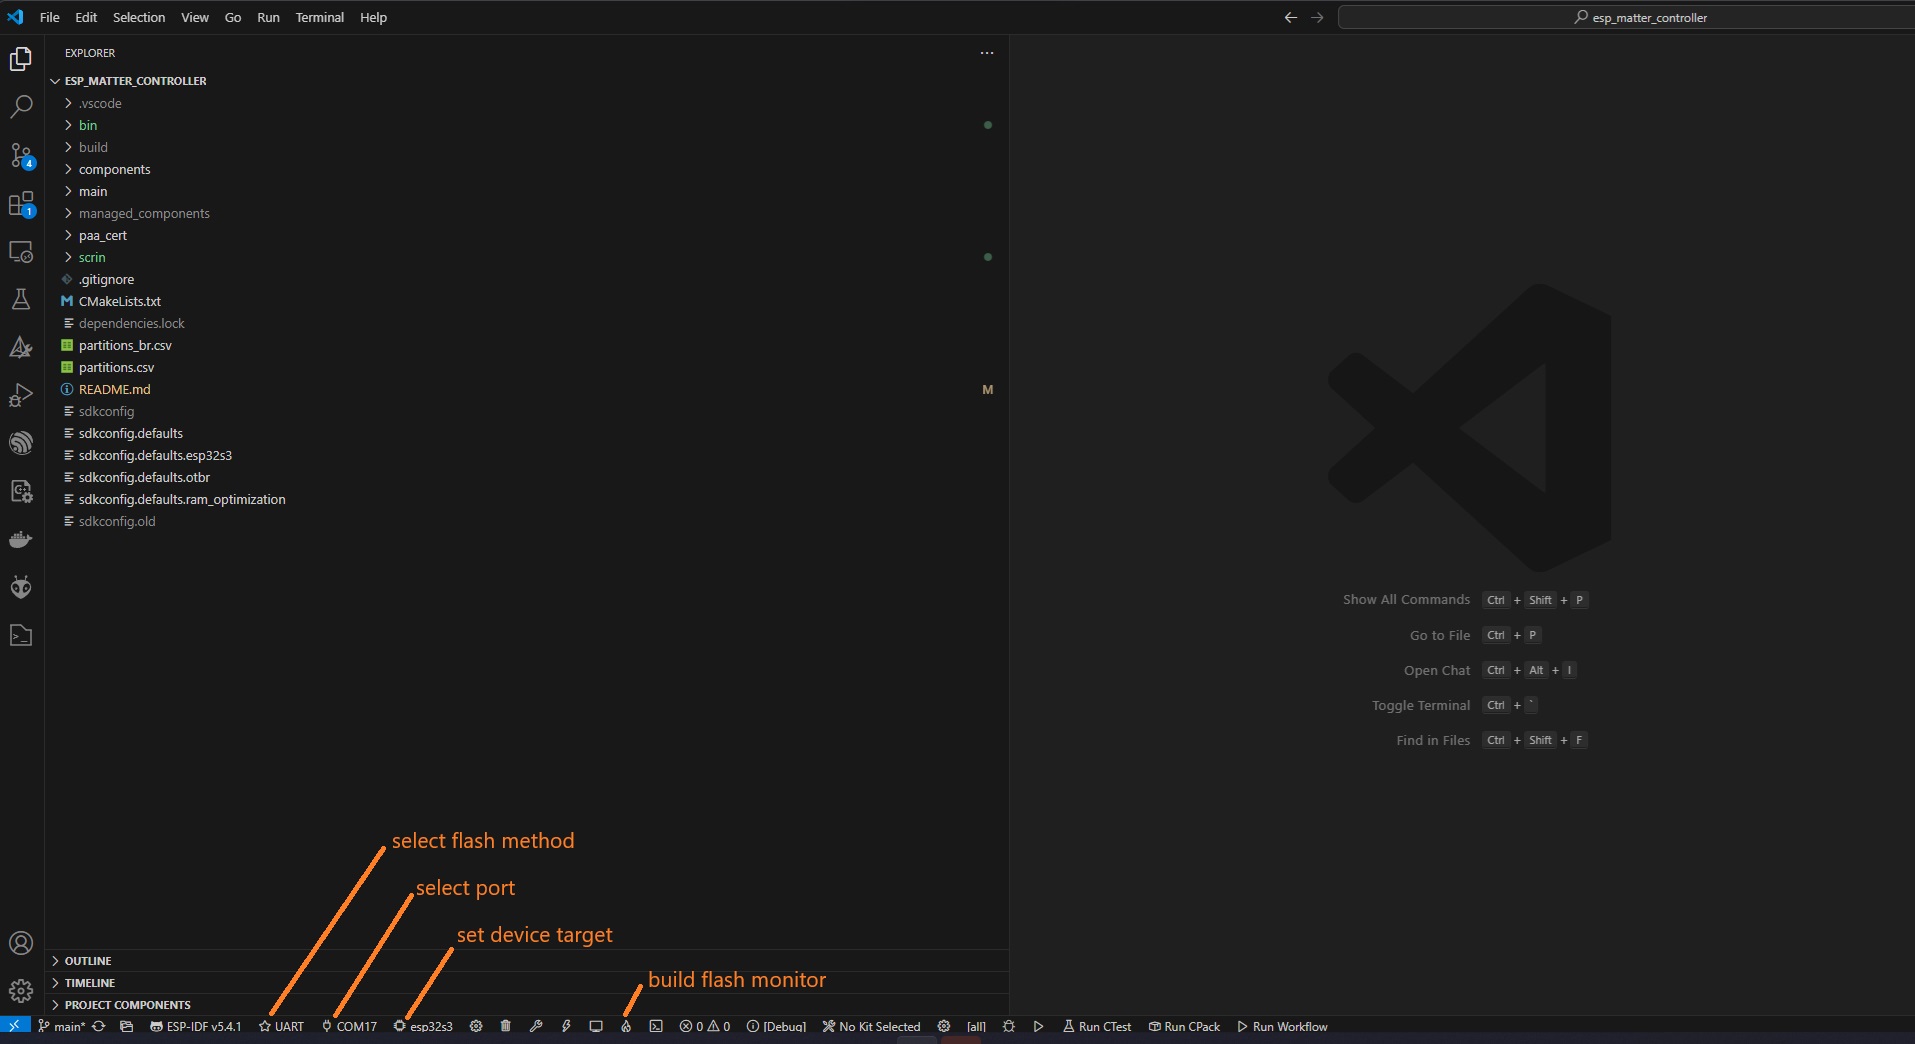 File Edit Selection View Go Run Terminal Help
esp_matter_controller
EXPLORER
ESP_MATTER_CONTROLLER
.vscode
bin
build
components
main
managed_components
paa_cert
scrin
.gitignore
CMakeLists.txt
dependencies.lock
partitions_br.csv
partitions.csv
README.md M
sdkconfig
sdkconfig.defaults
sdkconfig.defaults.esp32s3
sdkconfig.defaults.otbr
sdkconfig.defaults.ram_optimization
sdkconfig.old
4
1
Show All Commands Ctrl + Shift + P
Go to File Ctrl + P
Open Chat Ctrl + Alt + I
Toggle Terminal Ctrl + `
Find in Files Ctrl + Shift + F
select flash method
select port
set device target
build flash monitor
OUTLINE
TIMELINE
PROJECT COMPONENTS
main* ESP-IDF v5.4.1 UART COM17 esp32s3 0 0 [Debug] No Kit Selected [all] Run CTest Run CPack Run Workflow